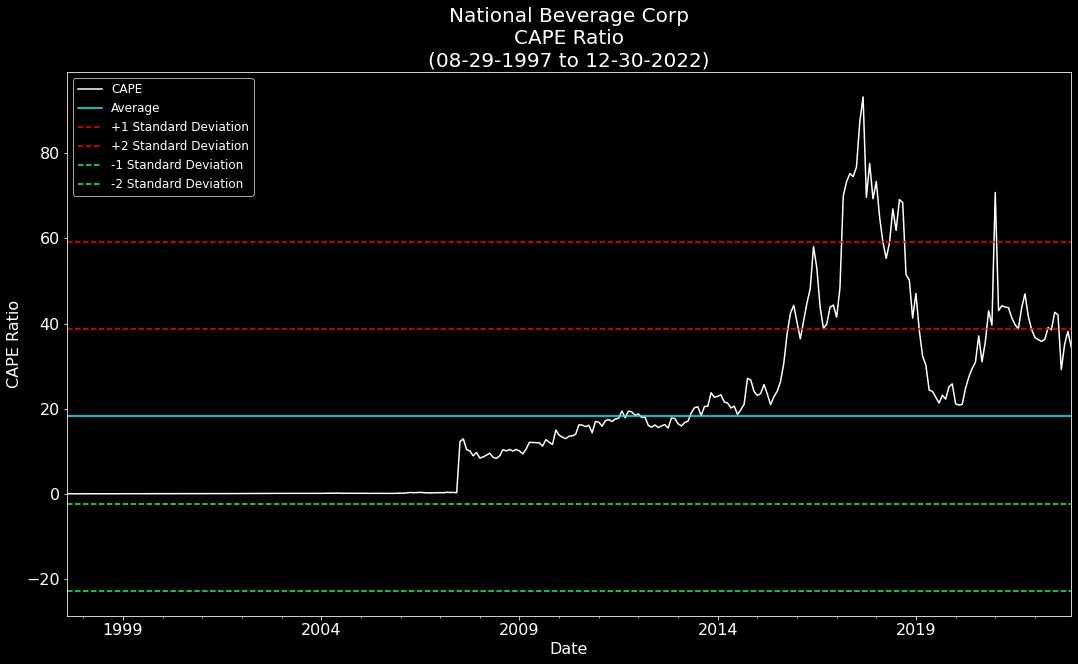 National Beverage Corp
CAPE Ratio
(08-29-1997 to 12-30-2022)
CAPE
Average
+1 Standard Deviation
+2 Standard Deviation
-1 Standard Deviation
-2 Standard Deviation
CAPE Ratio
80
60
40
20
0
−20
1999 2004 2009 2014 2019
Date